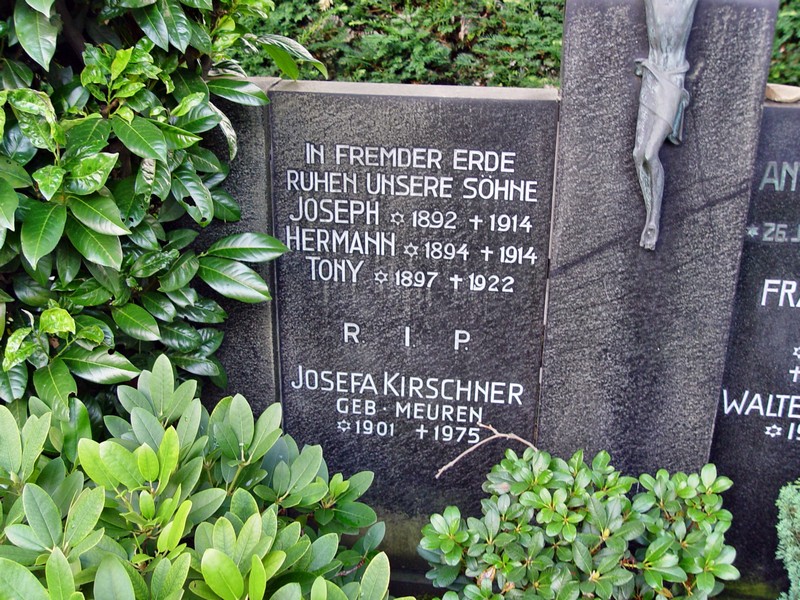 IN FREMDER ERDE
RUHEN UNSERE SÖHNE
JOSEPH ✡ 1892 ✝ 1914
HERMANN ✡ 1894 ✝ 1914
TONY ✡ 1897 ✝ 1922
R I P
JOSEFA KIRSCHNER
GEB · MEUREN
✡ 1901 ✝ 1975